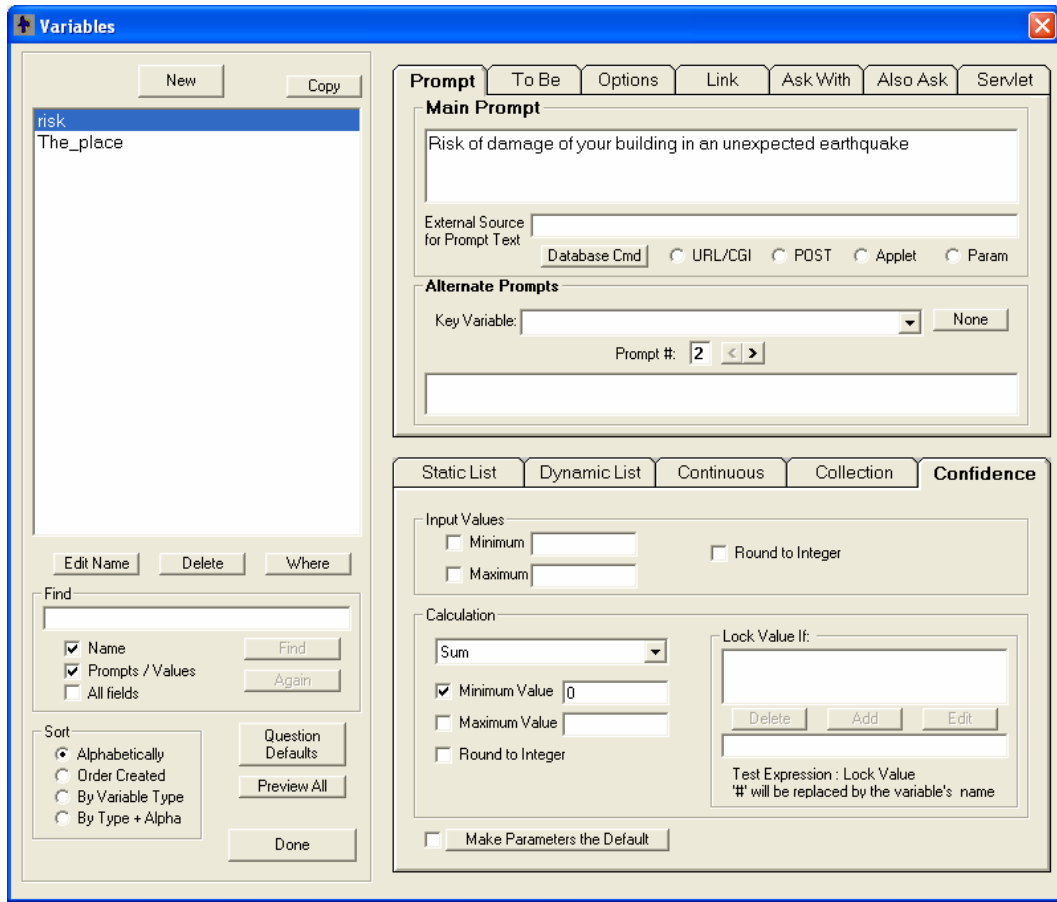 Variables
New
Copy
risk
The_place
Edit Name
Delete
Where
Find
Name
Find
Prompts / Values
Again
All fields
Sort
Alphabetically
Order Created
By Variable Type
By Type + Alpha
Question
Defaults
Preview All
Done
Prompt
To Be
Options
Link
Ask With
Also Ask
Servlet
Main Prompt
Risk of damage of your building in an unexpected earthquake
External Source
for Prompt Text
Database Cmd
URL/CGI
POST
Applet
Param
Alternate Prompts
Key Variable:
None
Prompt #: 2 < >
Static List
Dynamic List
Continuous
Collection
Confidence
Input Values
Minimum
Round to Integer
Maximum
Calculation
Sum
Minimum Value 0
Maximum Value
Round to Integer
Lock Value If:
Delete
Add
Edit
Test Expression : Lock Value
'#' will be replaced by the variable's name
Make Parameters the Default